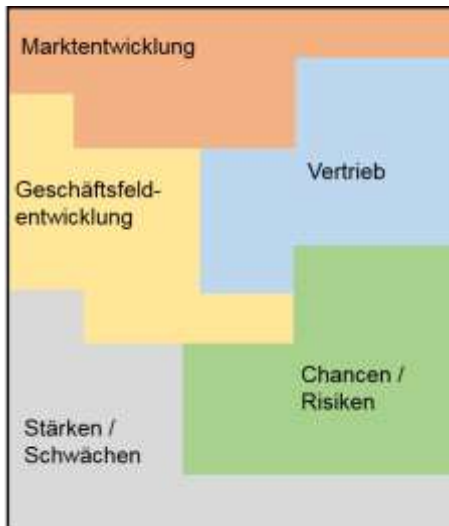 Marktentwicklung
Vertrieb
Geschäftsfeld-
entwicklung
Chancen /
Risiken
Stärken /
Schwächen